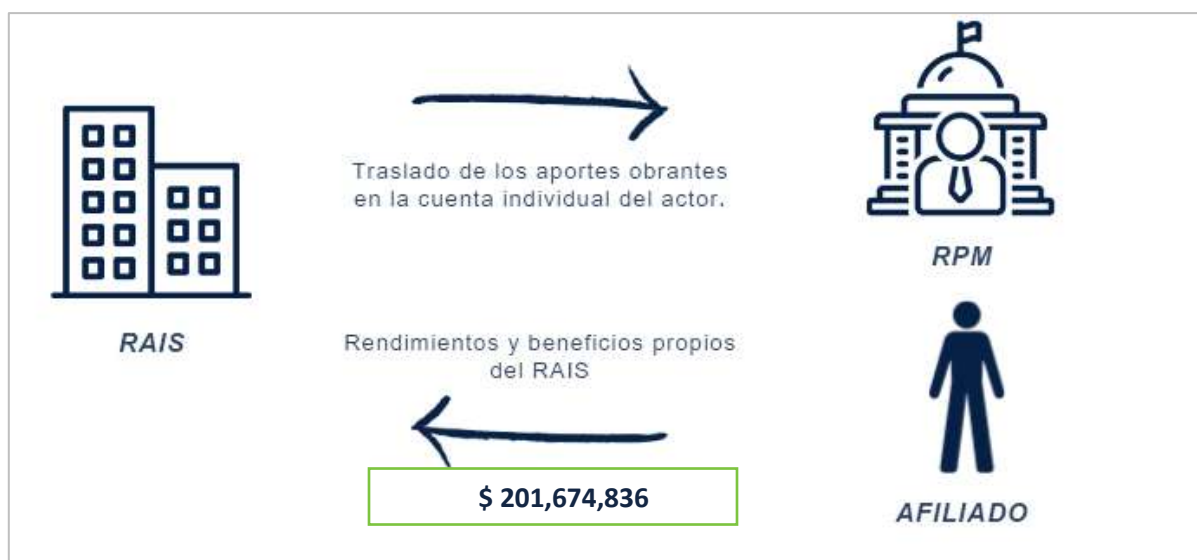 Traslado de los aportes obrantes
en la cuenta individual del actor.
RPM
RAIS
Rendimientos y beneficios propios
del RAIS
$ 201,674,836
AFILIADO